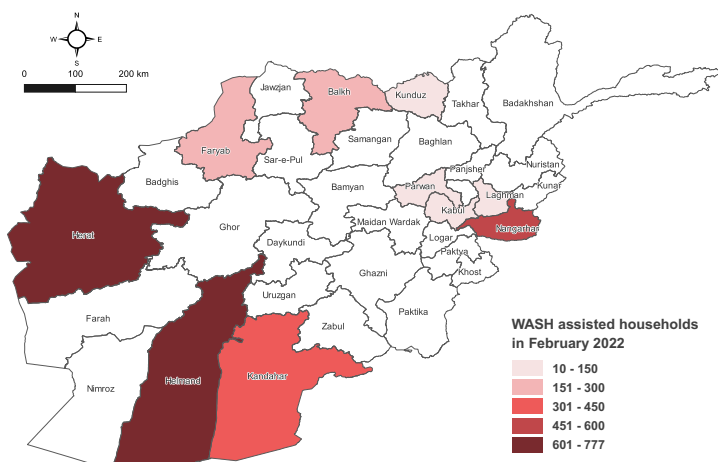 N
W E
S
0 100 200 km
Jawzjan
Balkh
Kunduz
Takhar
Badakhshan
Faryab
Samangan
Baghlan
Sar-e-Pul
Panjsher
Nuristan
Badghis
Bamyan
Parwan
Laghman
Kunar
Kabul
Herat
Ghor
Maidan Wardak
Nangarhar
Daykundi
Logar
Paktya
Ghazni
Khost
Uruzgan
Farah
Zabul
Paktika
Kandahar
Helmand
Nimroz
WASH assisted households
in February 2022
10 - 150
151 - 300
301 - 450
451 - 600
601 - 777